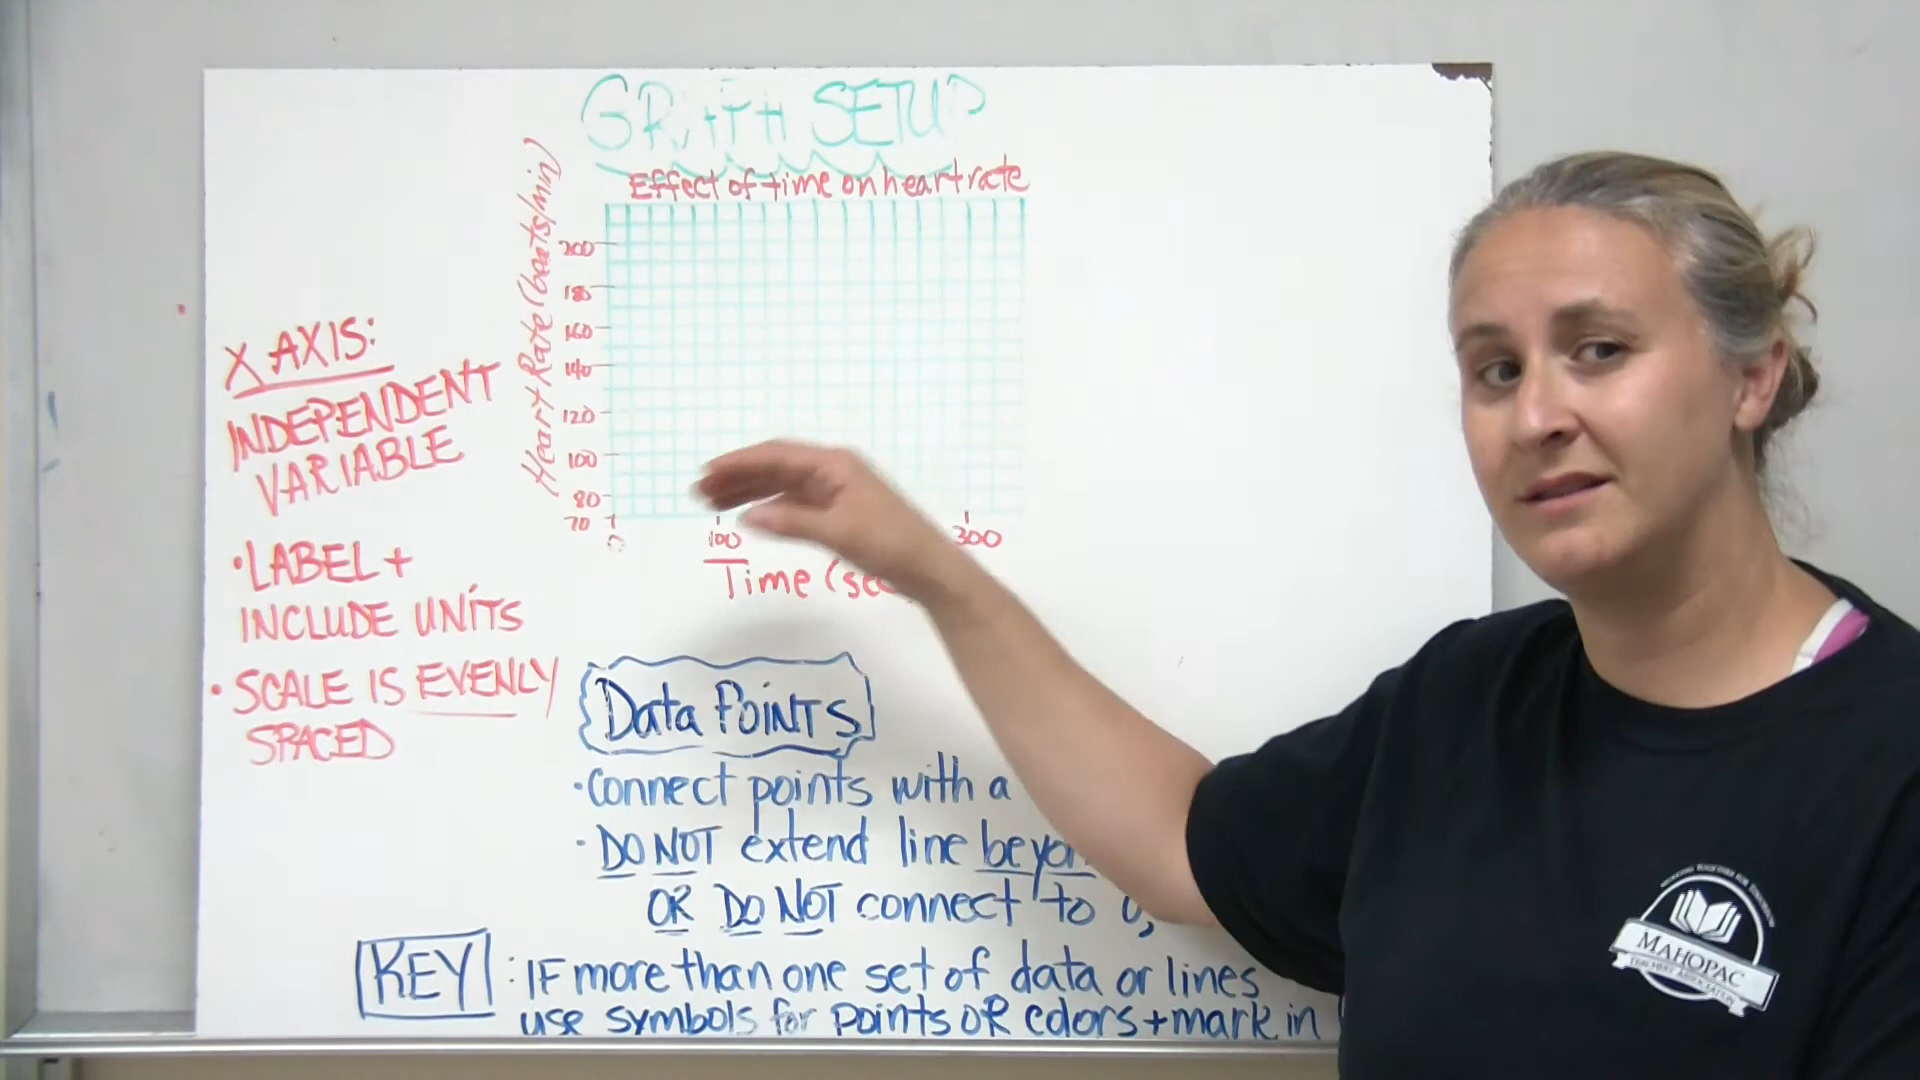 GRAPH SETUP
Effect of time on heart rate
Heart Rate (beats/min)
200
180
160
140
120
100
80
70
0
100
300
Time (sec
X AXIS:
INDEPENDENT
VARIABLE
• LABEL +
INCLUDE UNITS
• SCALE IS EVENLY
SPACED
Data POINTS
• Connect points with a
• DO NOT extend line beyon
OR DO NOT connect to 0,
KEY : IF more than one set of data or lines
use symbols for points OR colors + mark in
MAHOPAC
TEACHERS ASSOCIATION